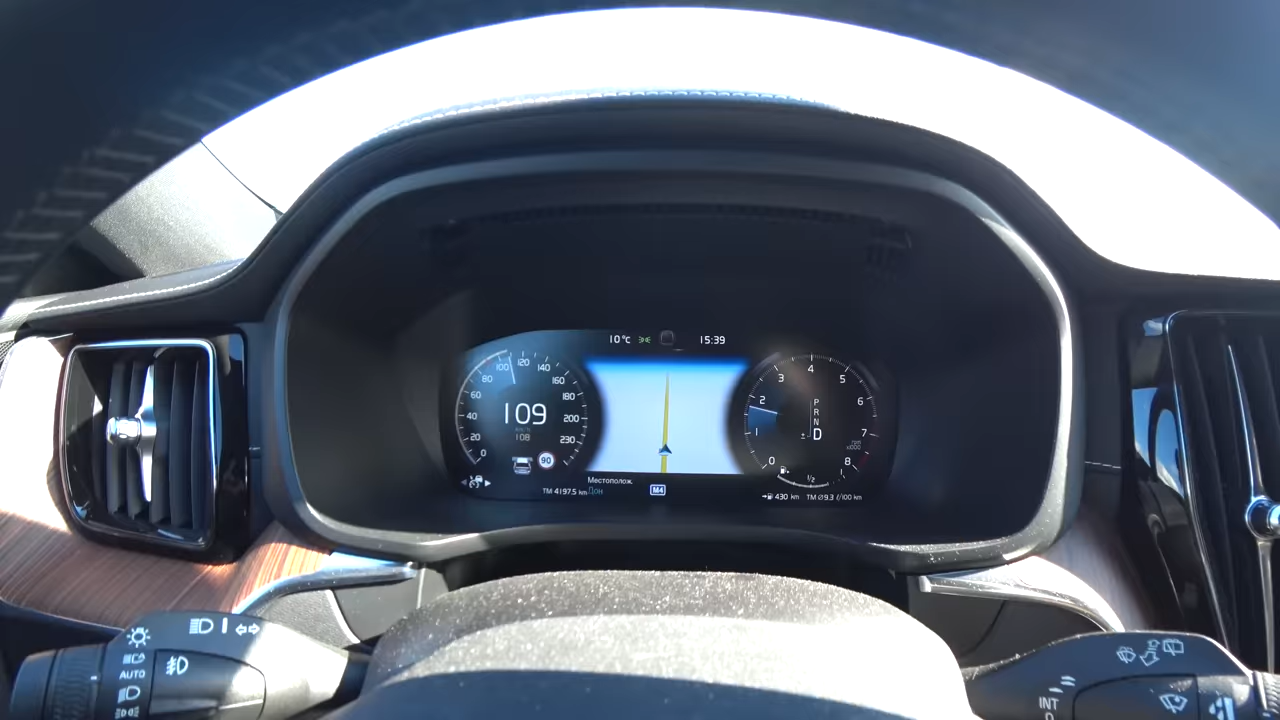 10°C 15:39
0 20 40 60 80 100 120 140 160 180 200 230
109
km/h
108
90
TM 4197.5 km
Местополож.
Дон
M4
0 1 2 3 4 5 6 7 8
P
R
N
D
rpm
x1000
1/2
430 km TM Ø9.3 ℓ/100 km
AUTO
INT